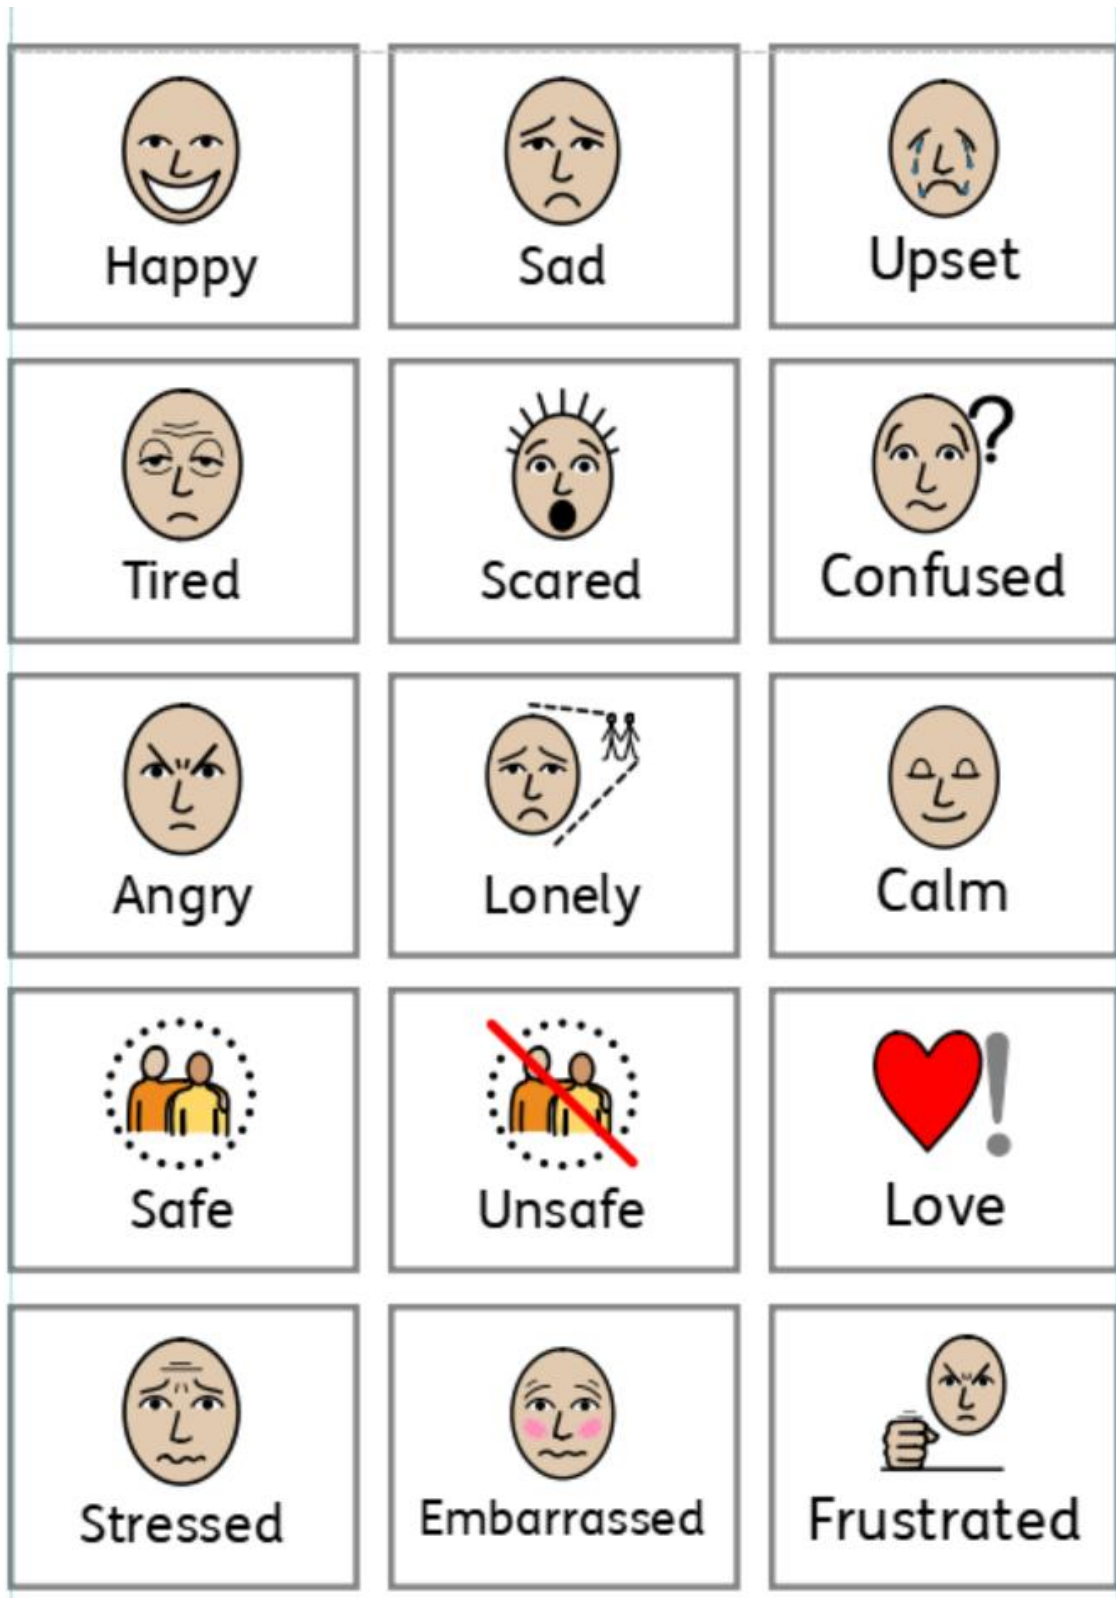 Happy
Sad
Upset
Tired
?
Scared
Confused
Angry
Lonely
Calm
Safe
Unsafe
!
Love
Stressed
Embarrassed
Frustrated